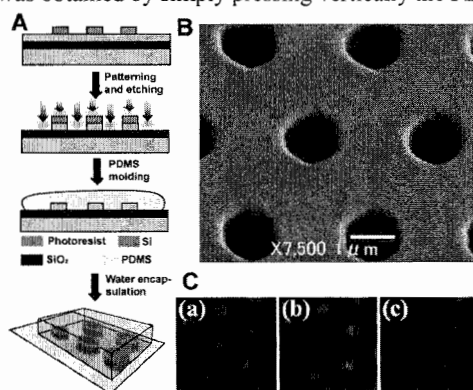 was obtained by simply pressing vertically the
A
B
Patterning
and etching
PDMS
molding
Photoresist
Si
SiO₂
PDMS
Water encap-
sulation
X7,500 1 μm
C
(a)
(b)
(c)